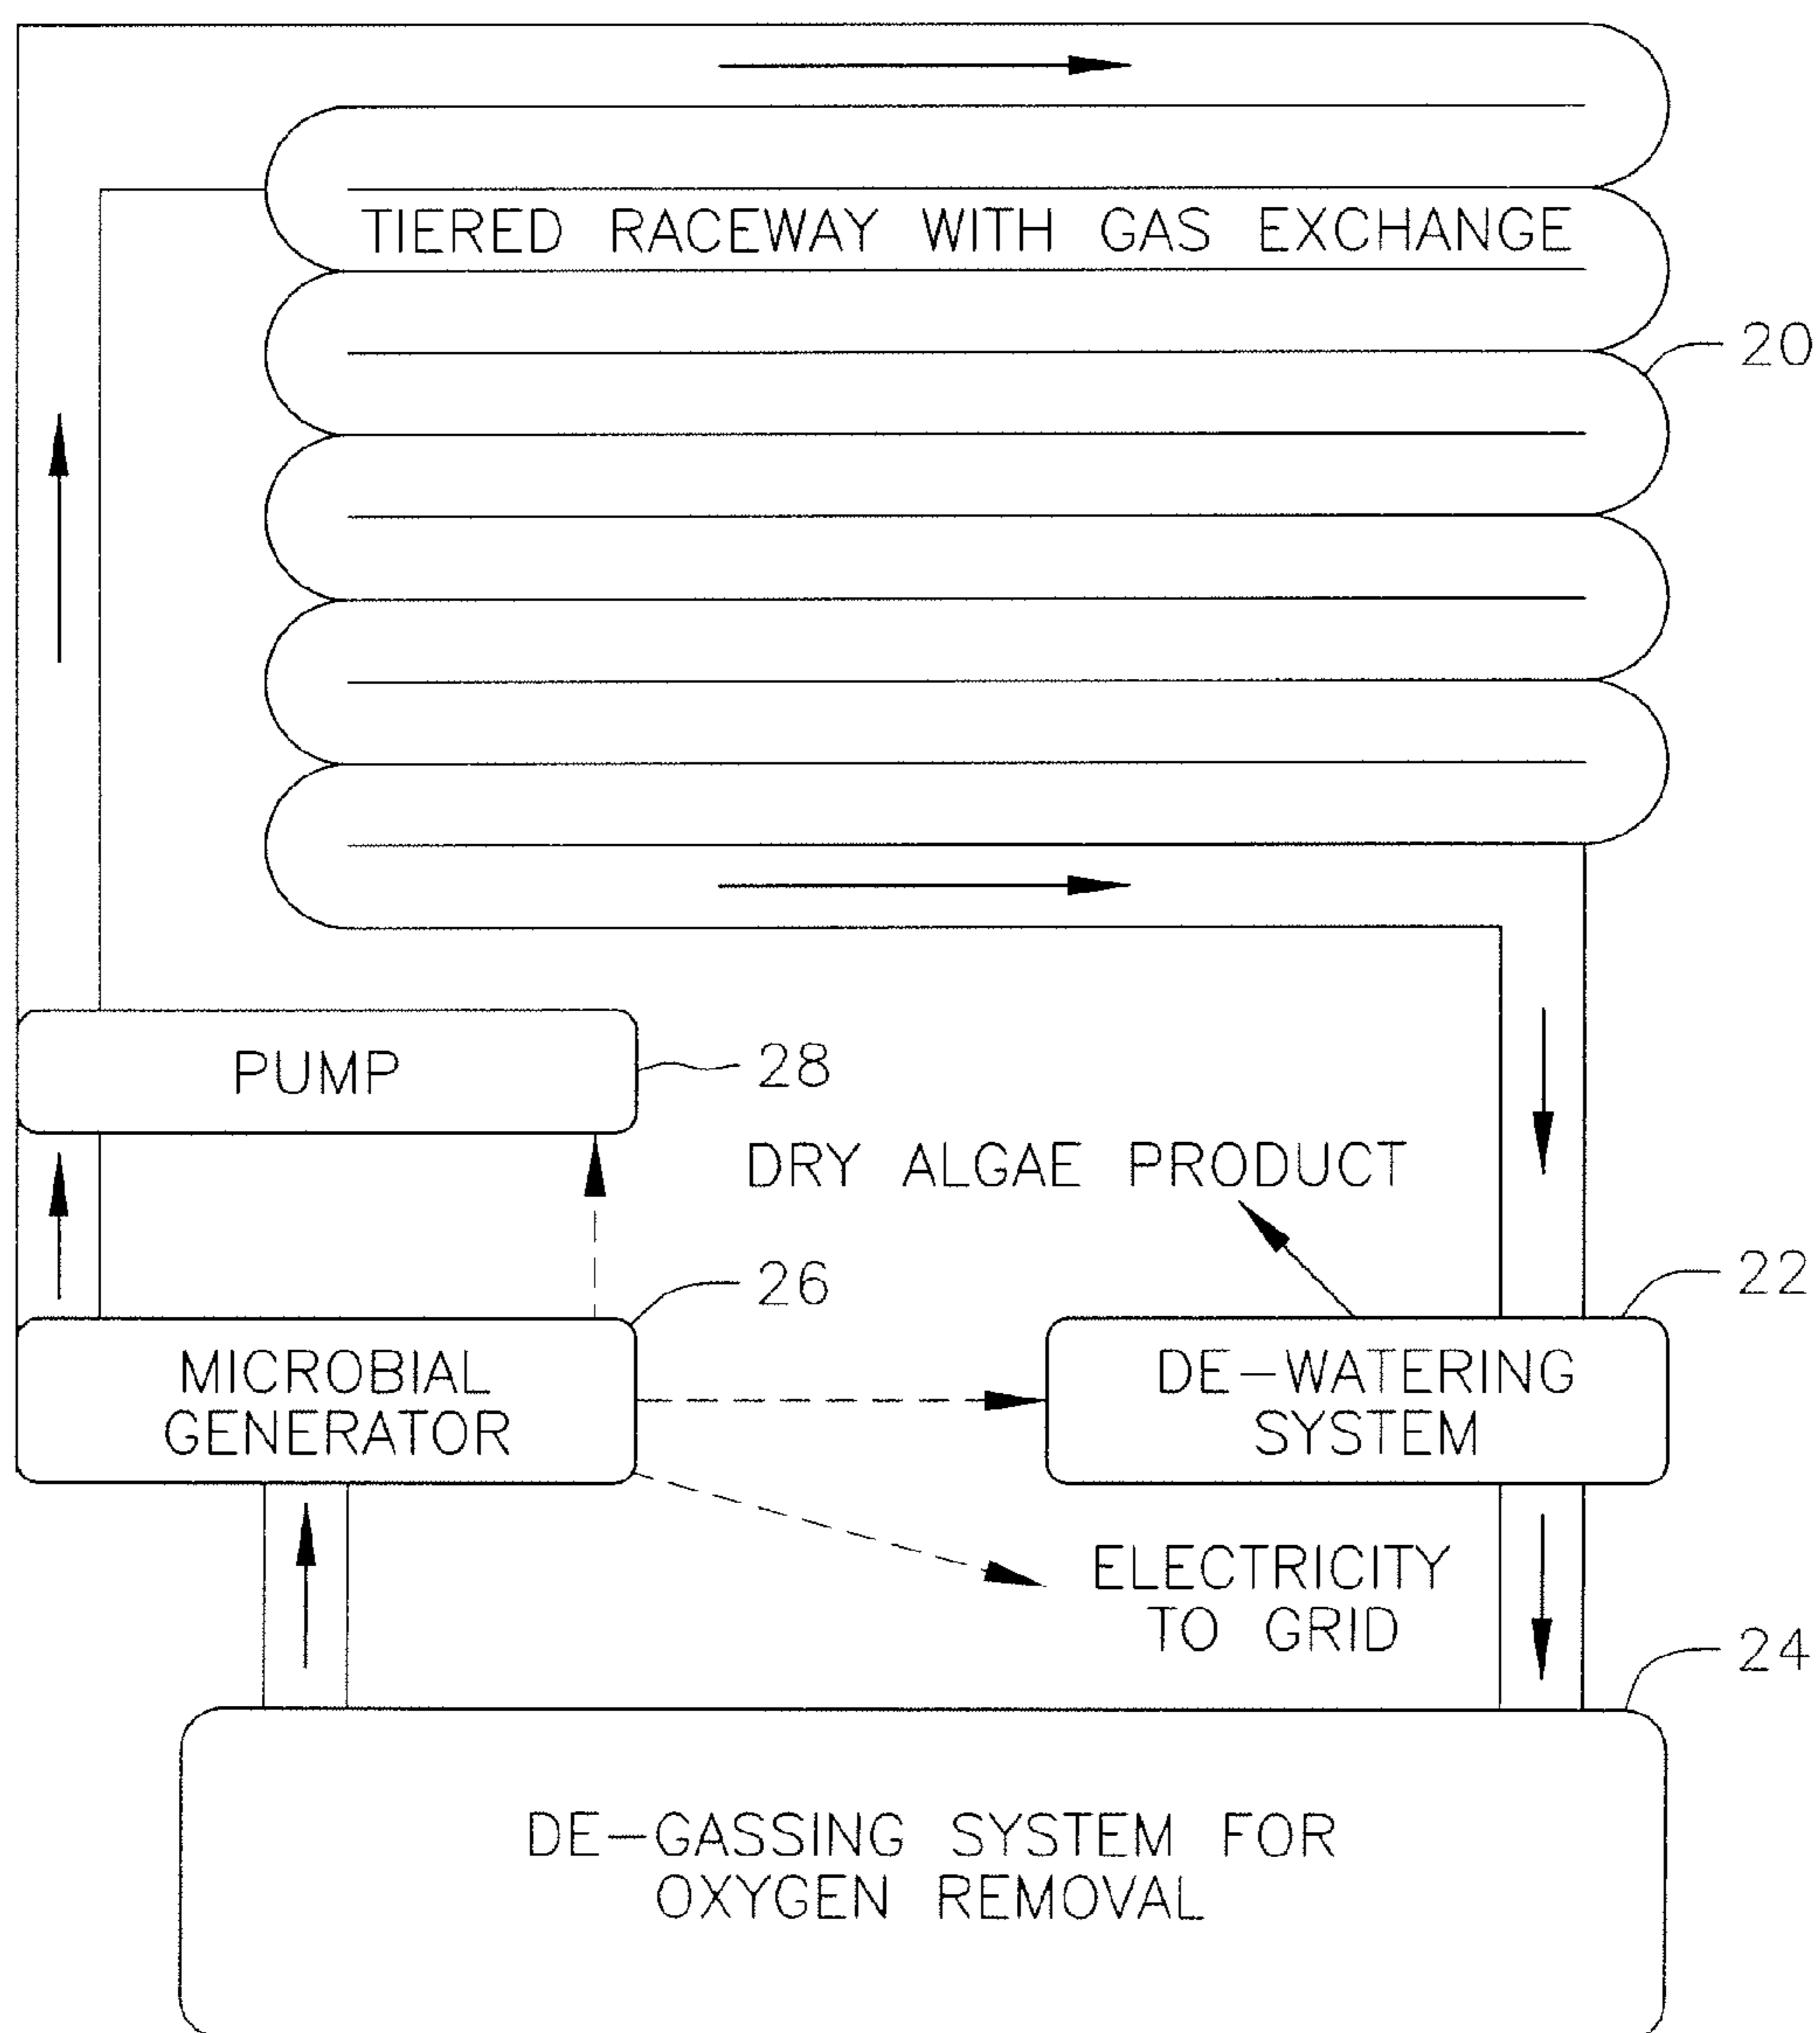 TIERED RACEWAY WITH GAS EXCHANGE
20
PUMP
28
DRY ALGAE PRODUCT
26
22
MICROBIAL
GENERATOR
DE-WATERING
SYSTEM
ELECTRICITY
TO GRID
24
DE-GASSING SYSTEM FOR
OXYGEN REMOVAL